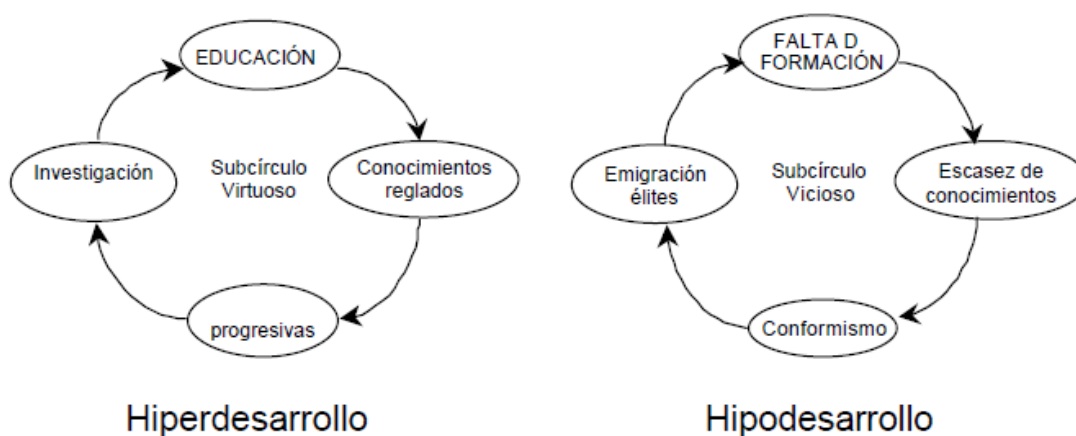 EDUCACIÓN
Conocimientos
reglados
progresivas
Investigación
Subcírculo
Virtuoso
Hiperdesarrollo
FALTA D
FORMACIÓN
Escasez de
conocimientos
Conformismo
Emigración
élites
Subcírculo
Vicioso
Hipodesarrollo